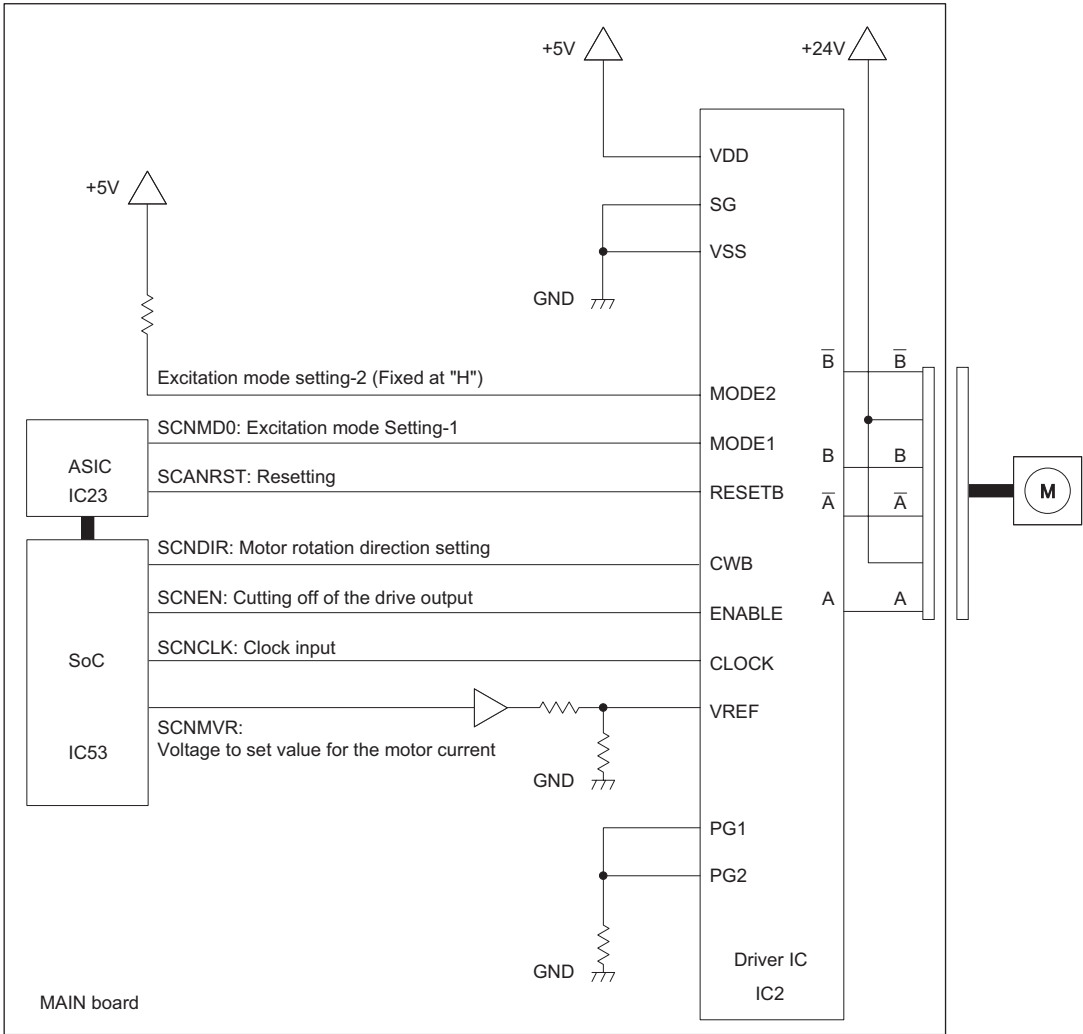 +5V
+24V
+5V
VDD
SG
VSS
GND
B̅
B̅
Excitation mode setting-2 (Fixed at "H")
MODE2
SCNMD0: Excitation mode Setting-1
MODE1
B
B
ASIC
IC23
SCANRST: Resetting
RESETB
A̅
A̅
M
SCNDIR: Motor rotation direction setting
CWB
SCNEN: Cutting off of the drive output
ENABLE
A
A
SoC
IC53
SCNCLK: Clock input
CLOCK
VREF
SCNMVR:
Voltage to set value for the motor current
GND
PG1
PG2
GND
Driver IC
IC2
MAIN board